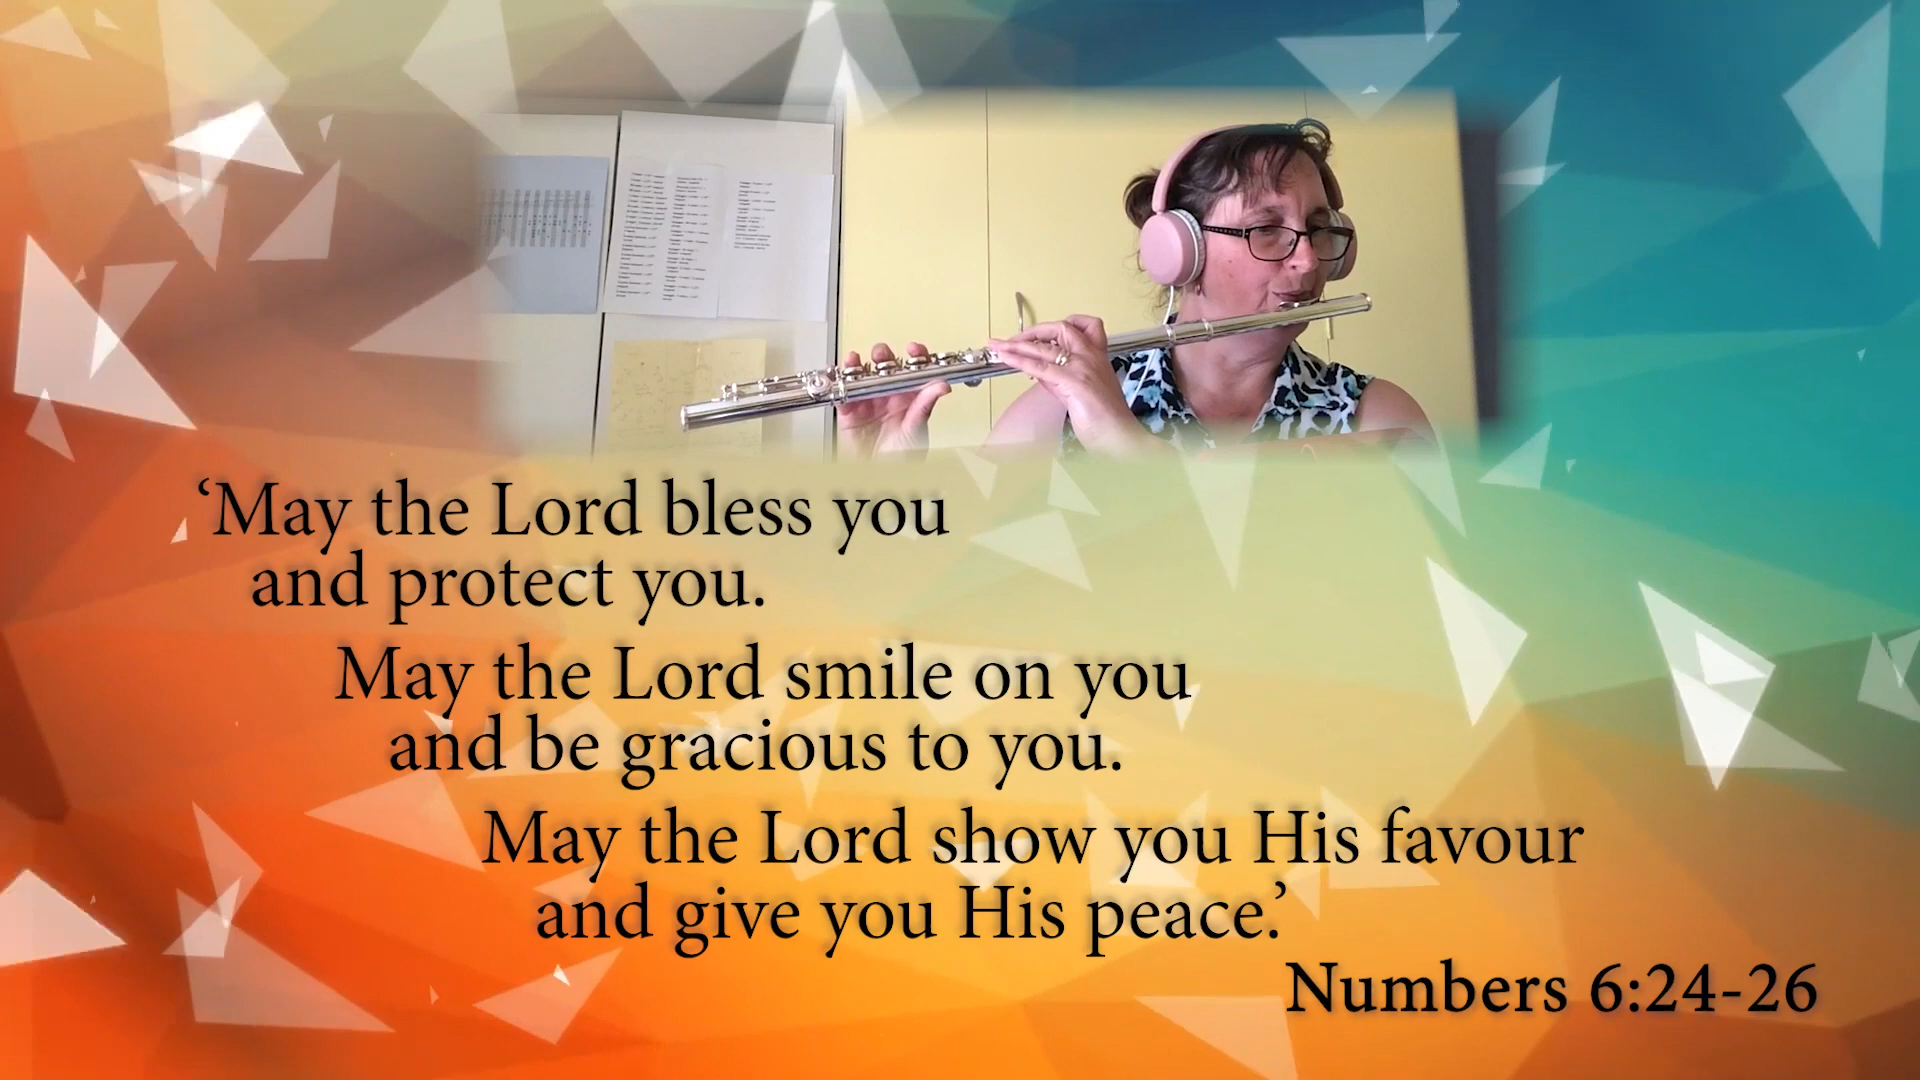 ‘May the Lord bless you
and protect you.
May the Lord smile on you
and be gracious to you.
May the Lord show you His favour
and give you His peace.’
Numbers 6:24-26